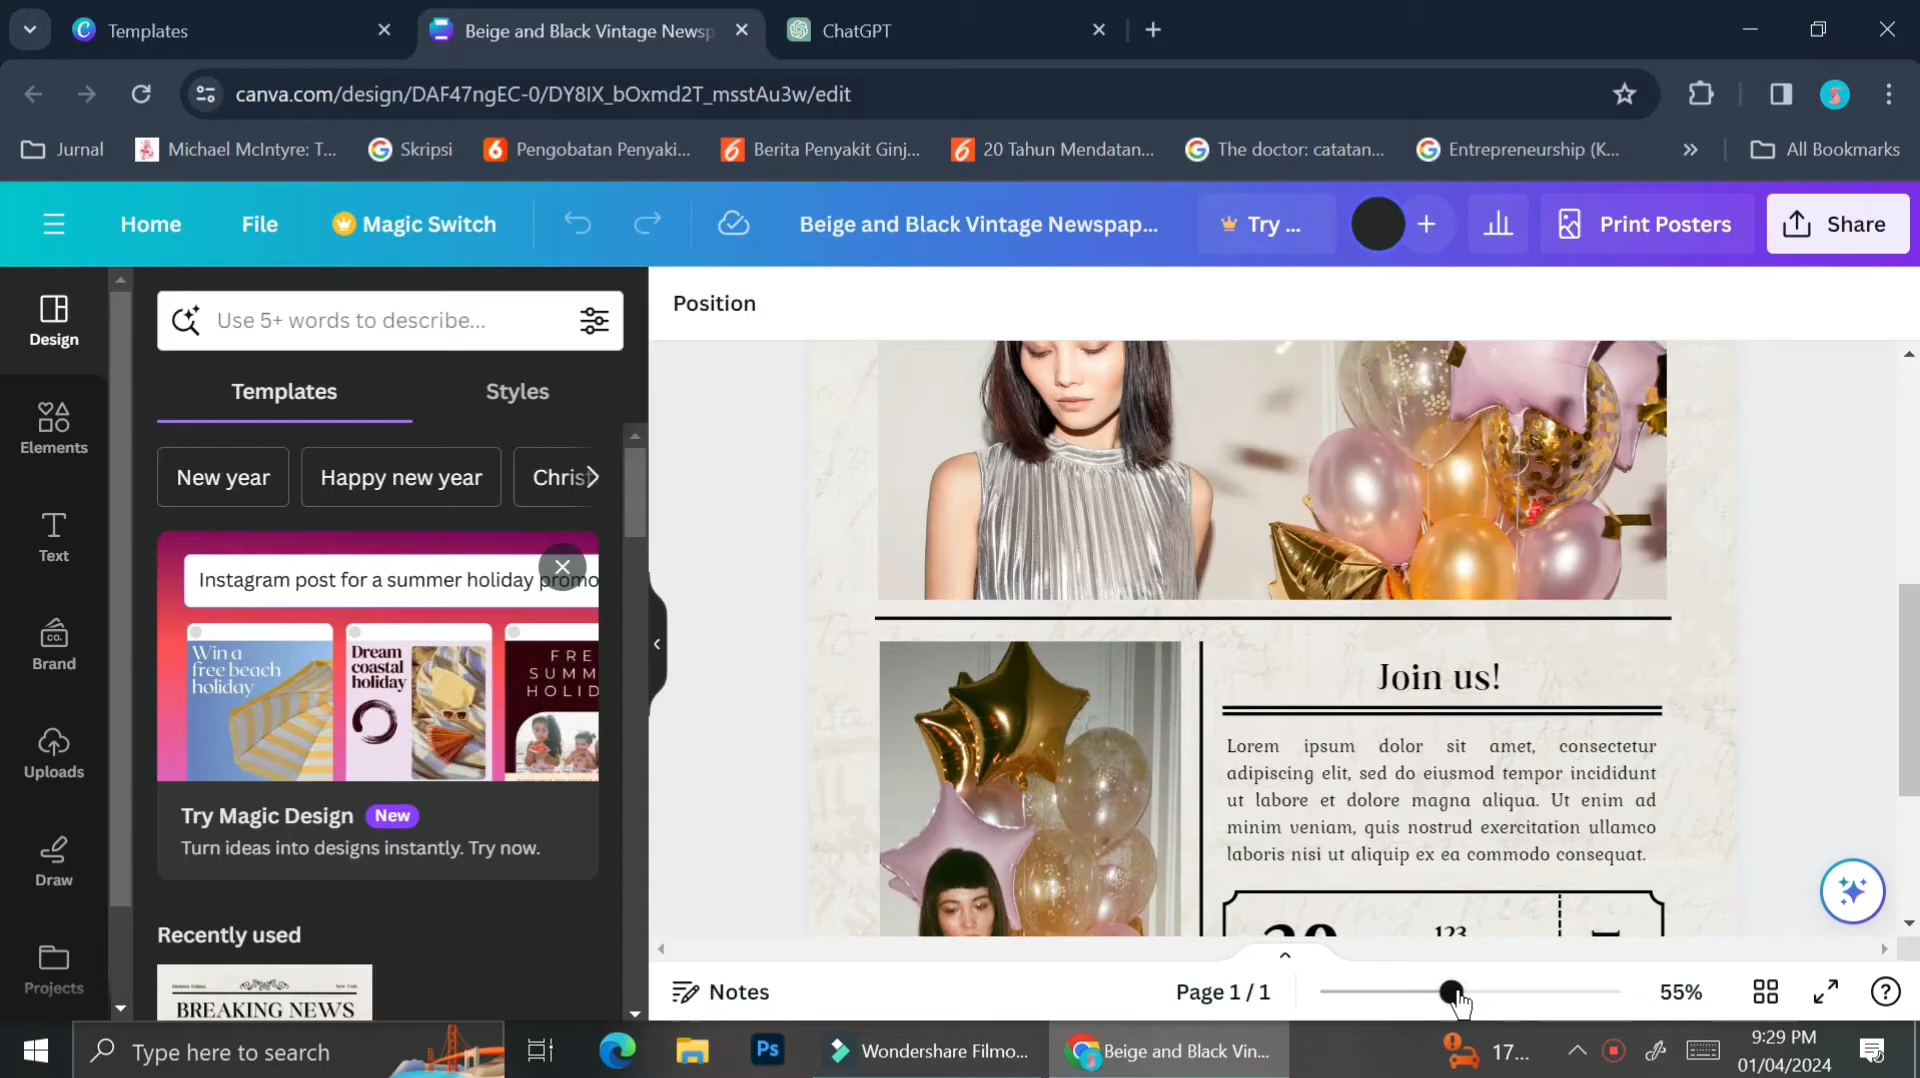 Templates
Beige and Black Vintage Newsp
ChatGPT
canva.com/design/DAF47ngEC-0/DY8IX_bOxmd2T_msstAu3w/edit
Jurnal
Michael McIntyre: T...
Skripsi
Pengobatan Penyaki...
Berita Penyakit Ginj...
20 Tahun Mendatan...
The doctor: catatan...
Entrepreneurship (K...
All Bookmarks
Home
File
Magic Switch
Beige and Black Vintage Newspap...
Try ...
Print Posters
Share
Design
Elements
Text
Brand
CO.
Uploads
Draw
Projects
Use 5+ words to describe...
Templates
Styles
New year
Happy new year
Christ
Instagram post for a summer holiday promo
Win a
free beach
holiday
Dream
coastal
holiday
FRE
SUMM
HOLID
Try Magic Design
New
Turn ideas into designs instantly. Try now.
Recently used
New York
BREAKING NEWS
Position
Join us!
Lorem ipsum dolor sit amet, consectetur
adipiscing elit, sed do eiusmod tempor incididunt
ut labore et dolore magna aliqua. Ut enim ad
minim veniam, quis nostrud exercitation ullamco
laboris nisi ut aliquip ex ea commodo consequat.
123
Notes
Page 1 / 1
55%
Type here to search
Ps
Wondershare Filmo...
Beige and Black Vin...
17...
9:29 PM
01/04/2024